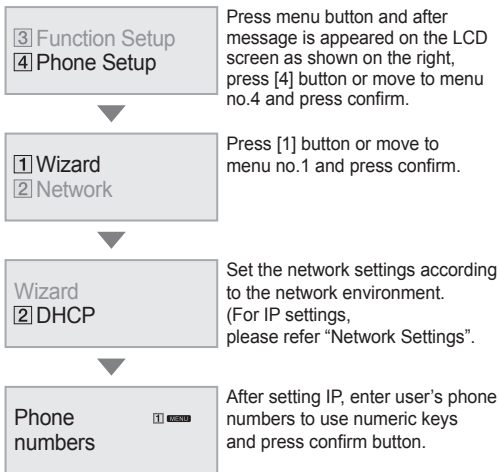 3 Function Setup
4 Phone Setup
Press menu button and after
message is appeared on the LCD
screen as shown on the right,
press [4] button or move to menu
no.4 and press confirm.
1 Wizard
2 Network
Press [1] button or move to
menu no.1 and press confirm.
Wizard
2 DHCP
Set the network settings according
to the network environment.
(For IP settings,
please refer “Network Settings”.
Phone 1 MENU
numbers
After setting IP, enter user’s phone
numbers to use numeric keys
and press confirm button.